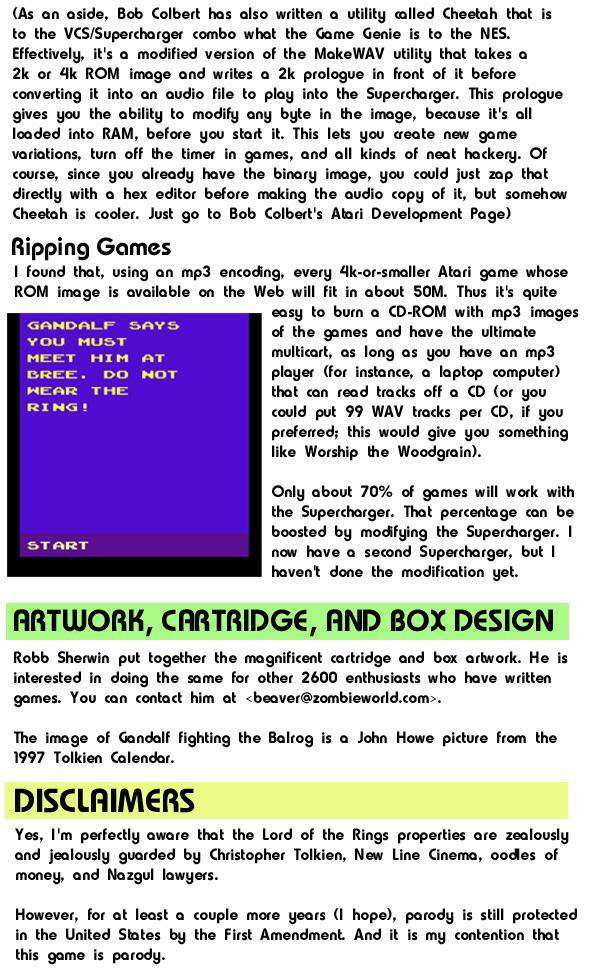 (As an aside, Bob Colbert has also written a utility called Cheetah that is
to the VCS/Supercharger combo what the Game Genie is to the NES.
Effectively, it's a modified version of the MakeWAV utility that takes a
2k or 4k ROM image and writes a 2k prologue in front of it before
converting it into an audio file to play into the Supercharger. This prologue
gives you the ability to modify any byte in the image, because it's all
loaded into RAM, before you start it. This lets you create new game
variations, turn off the timer in games, and all kinds of neat hackery. Of
course, since you already have the binary image, you could just zap that
directly with a hex editor before making the audio copy of it, but somehow
Cheetah is cooler. Just go to Bob Colbert's Atari Development Page)
Ripping Games
I found that, using an mp3 encoding, every 4k-or-smaller Atari game whose
ROM image is available on the Web will fit in about 50M. Thus it's quite
easy to burn a CD-ROM with mp3 images
of the games and have the ultimate
multicart, as long as you have an mp3
player (for instance, a laptop computer)
that can read tracks off a CD (or you
could put 99 WAV tracks per CD, if you
preferred; this would give you something
like Worship the Woodgrain).
Only about 70% of games will work with
the Supercharger. That percentage can be
boosted by modifying the Supercharger. I
now have a second Supercharger, but I
haven't done the modification yet.
GANDALF SAYS
YOU MUST
MEET HIM AT
BREE. DO NOT
WEAR THE
RING!
START
ARTWORK, CARTRIDGE, AND BOX DESIGN
Robb Sherwin put together the magnificent cartridge and box artwork. He is
interested in doing the same for other 2600 enthusiasts who have written
games. You can contact him at <beaver@zombieworld.com>.
The image of Gandalf fighting the Balrog is a John Howe picture from the
1997 Tolkien Calendar.
DISCLAIMERS
Yes, I'm perfectly aware that the Lord of the Rings properties are zealously
and jealously guarded by Christopher Tolkien, New Line Cinema, oodles of
money, and Nazgul lawyers.
However, for at least a couple more years (I hope), parody is still protected
in the United States by the First Amendment. And it is my contention that
this game is parody.